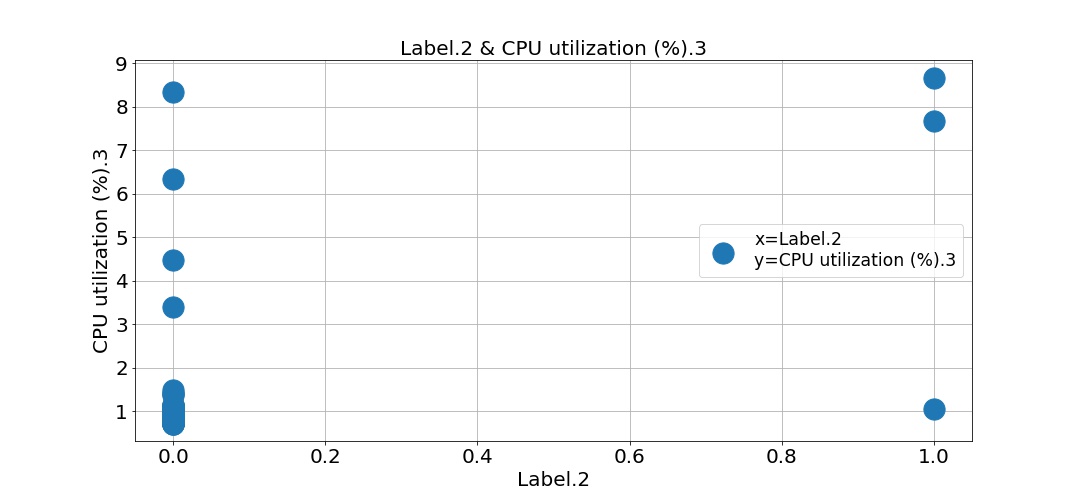 Label.2 & CPU utilization (%).3
9
8
7
6
5
4
3
2
1
CPU utilization (%).3
x=Label.2
y=CPU utilization (%).3
0.0 0.2 0.4 0.6 0.8 1.0
Label.2